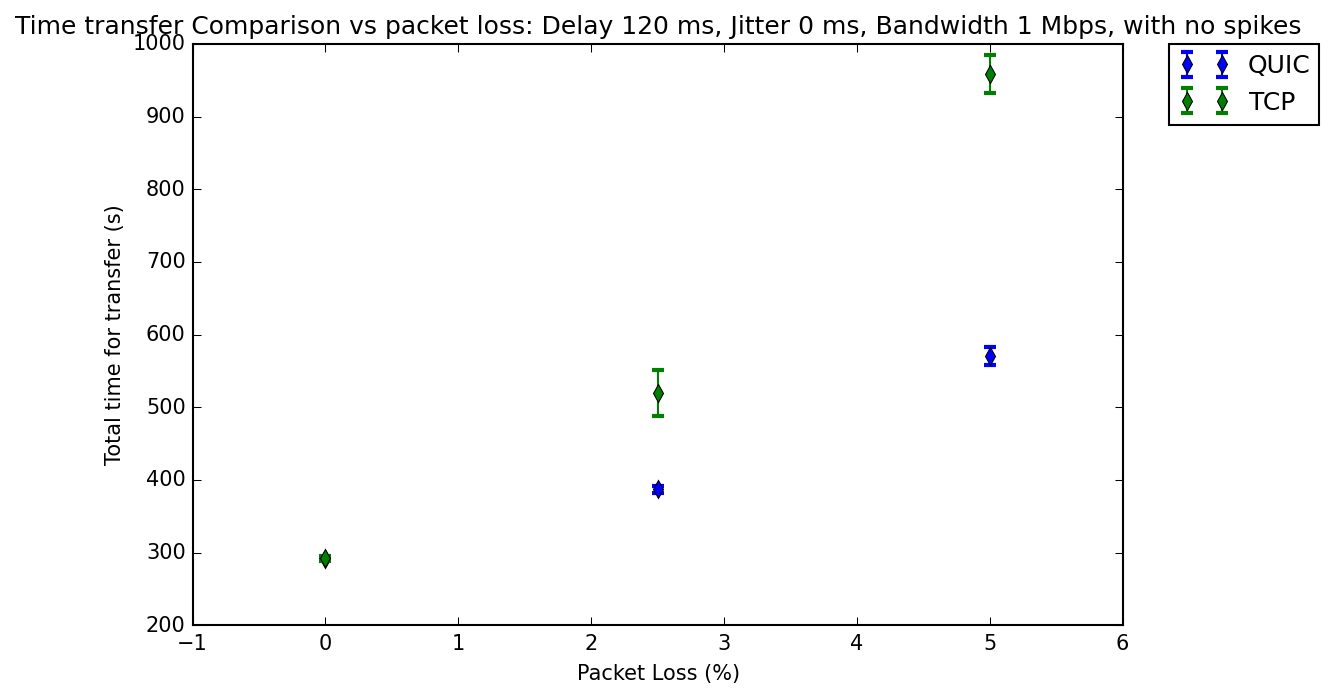 Time transfer Comparison vs packet loss: Delay 120 ms, Jitter 0 ms, Bandwidth 1 Mbps, with no spikes
1000
900
800
700
600
500
400
300
200
Total time for transfer (s)
−1 0 1 2 3 4 5 6
Packet Loss (%)
QUIC
TCP